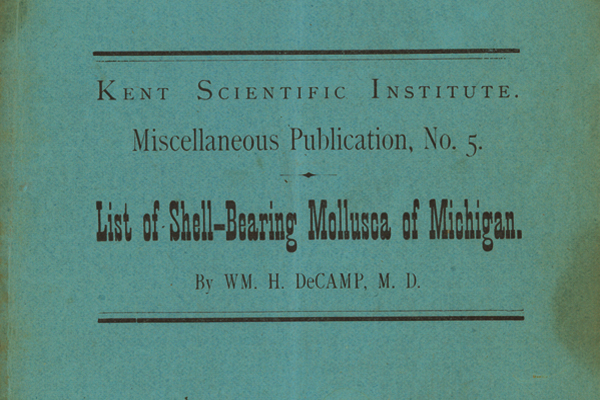 KENT SCIENTIFIC INSTITUTE.
Miscellaneous Publication, No. 5.
List of Shell-Bearing Mollusca of Michigan.
By WM. H. DeCAMP, M. D.